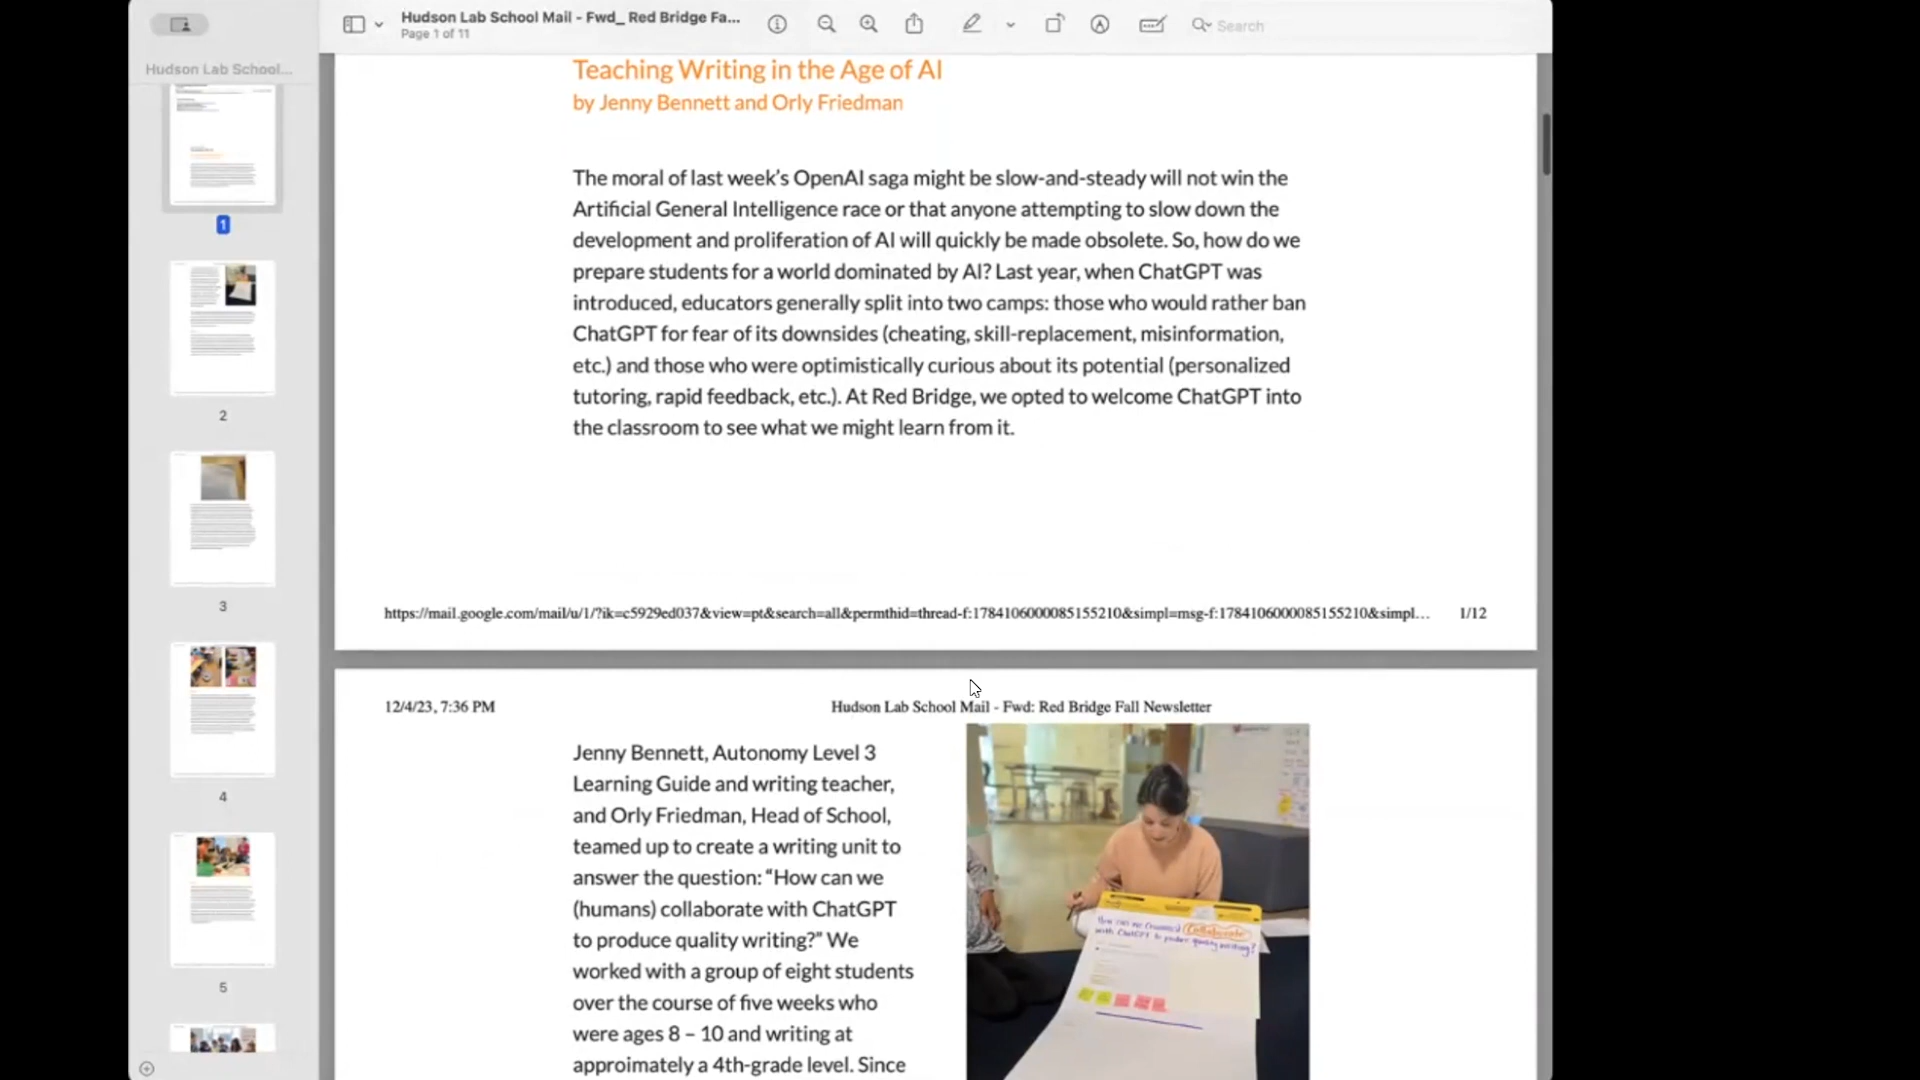 Hudson Lab School Mail - Fwd_ Red Bridge Fa...
Page 1 of 11
Search
Hudson Lab School...
1
2
3
4
5
Teaching Writing in the Age of AI
by Jenny Bennett and Orly Friedman
The moral of last week's OpenAI saga might be slow-and-steady will not win the
Artificial General Intelligence race or that anyone attempting to slow down the
development and proliferation of AI will quickly be made obsolete. So, how do we
prepare students for a world dominated by AI? Last year, when ChatGPT was
introduced, educators generally split into two camps: those who would rather ban
ChatGPT for fear of its downsides (cheating, skill-replacement, misinformation,
etc.) and those who were optimistically curious about its potential (personalized
tutoring, rapid feedback, etc.). At Red Bridge, we opted to welcome ChatGPT into
the classroom to see what we might learn from it.
https://mail.google.com/mail/u/1/?ik=c5929ed037&view=pt&search=all&permthid=thread-f:1784106000085155210&simpl=msg-f:1784106000085155210&simpl... 1/12
12/4/23, 7:36 PM Hudson Lab School Mail - Fwd: Red Bridge Fall Newsletter
Jenny Bennett, Autonomy Level 3
Learning Guide and writing teacher,
and Orly Friedman, Head of School,
teamed up to create a writing unit to
answer the question: “How can we
(humans) collaborate with ChatGPT
to produce quality writing?” We
worked with a group of eight students
over the course of five weeks who
were ages 8 – 10 and writing at
approimately a 4th-grade level. Since
How can we (humans) Collaborate
with ChatGPT to produce quality writing?